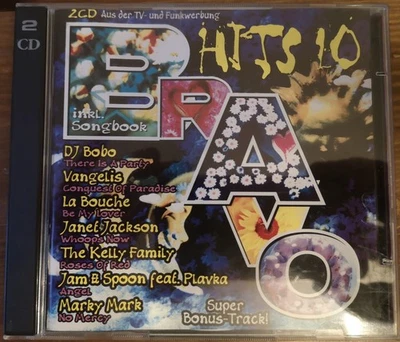 2
CD
2CD Aus der TV- und Funkwerbung
HITS 10
BRAVO
inkl.
Songbook
DJ Bobo
There Is A Party
Vangelis
Conquest Of Paradise
La Bouche
Be My Lover
Janet Jackson
Whoops Now
The Kelly Family
Roses Of Red
Jam & Spoon feat. Plavka
Angel
Marky Mark
No Mercy
Super
Bonus-Track!